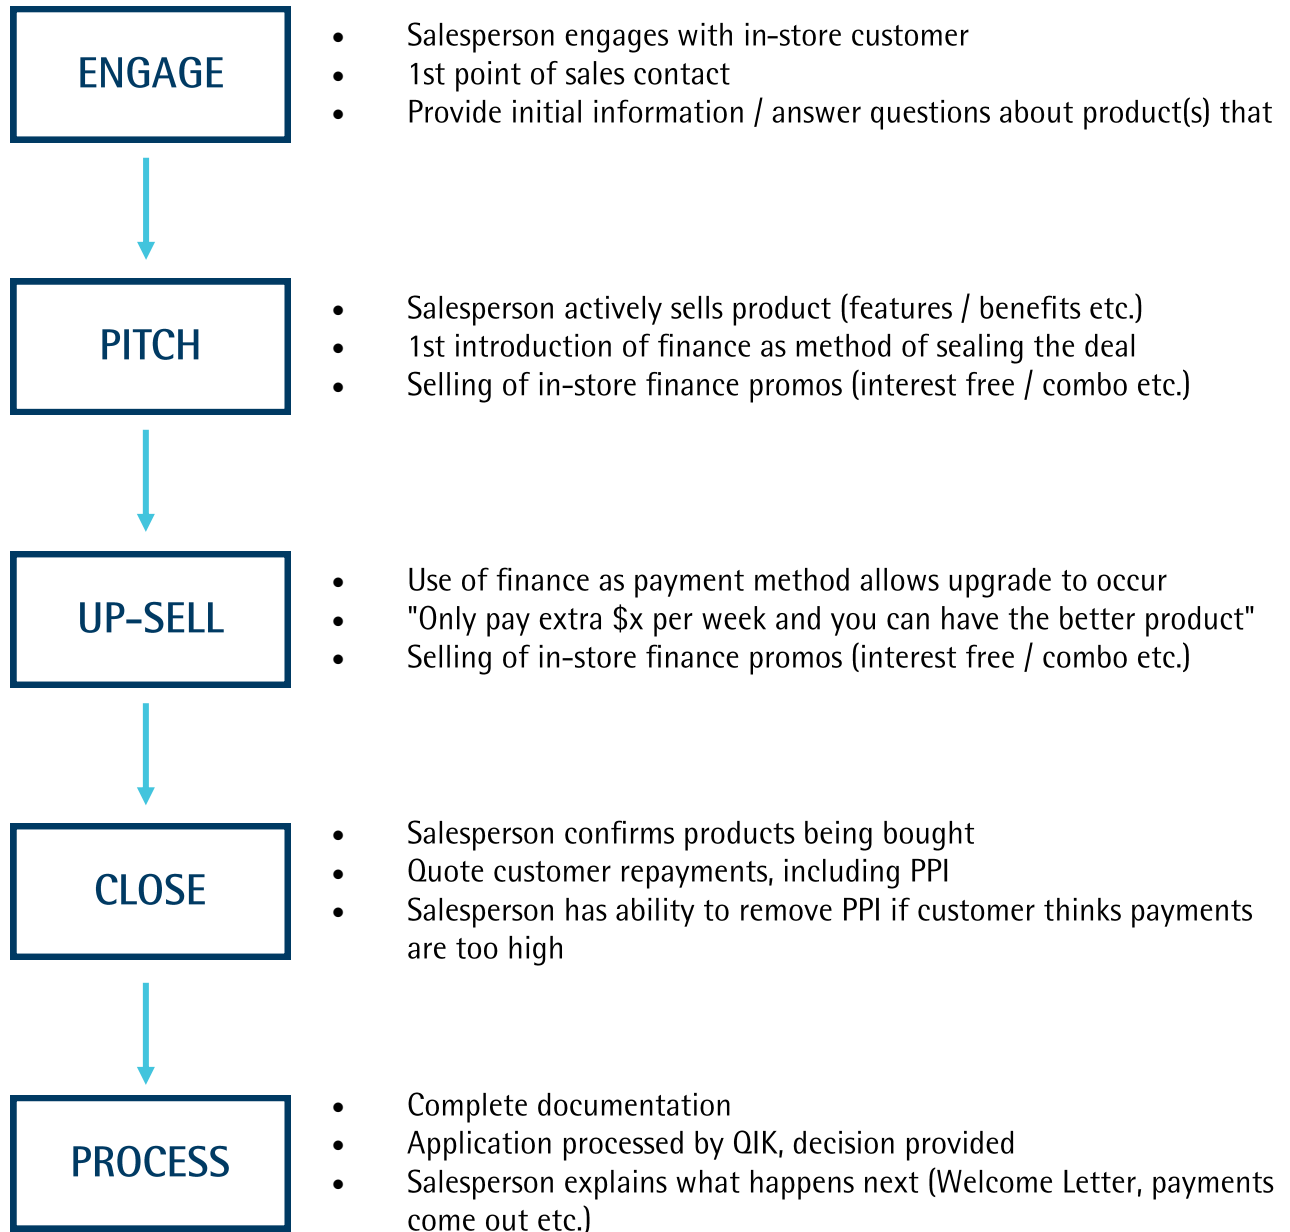 ENGAGE
• Salesperson engages with in-store customer
• 1st point of sales contact
• Provide initial information / answer questions about product(s) that
PITCH
• Salesperson actively sells product (features / benefits etc.)
• 1st introduction of finance as method of sealing the deal
• Selling of in-store finance promos (interest free / combo etc.)
UP-SELL
• Use of finance as payment method allows upgrade to occur
• "Only pay extra $x per week and you can have the better product"
• Selling of in-store finance promos (interest free / combo etc.)
CLOSE
• Salesperson confirms products being bought
• Quote customer repayments, including PPI
• Salesperson has ability to remove PPI if customer thinks payments
are too high
PROCESS
• Complete documentation
• Application processed by QIK, decision provided
• Salesperson explains what happens next (Welcome Letter, payments
come out etc.)